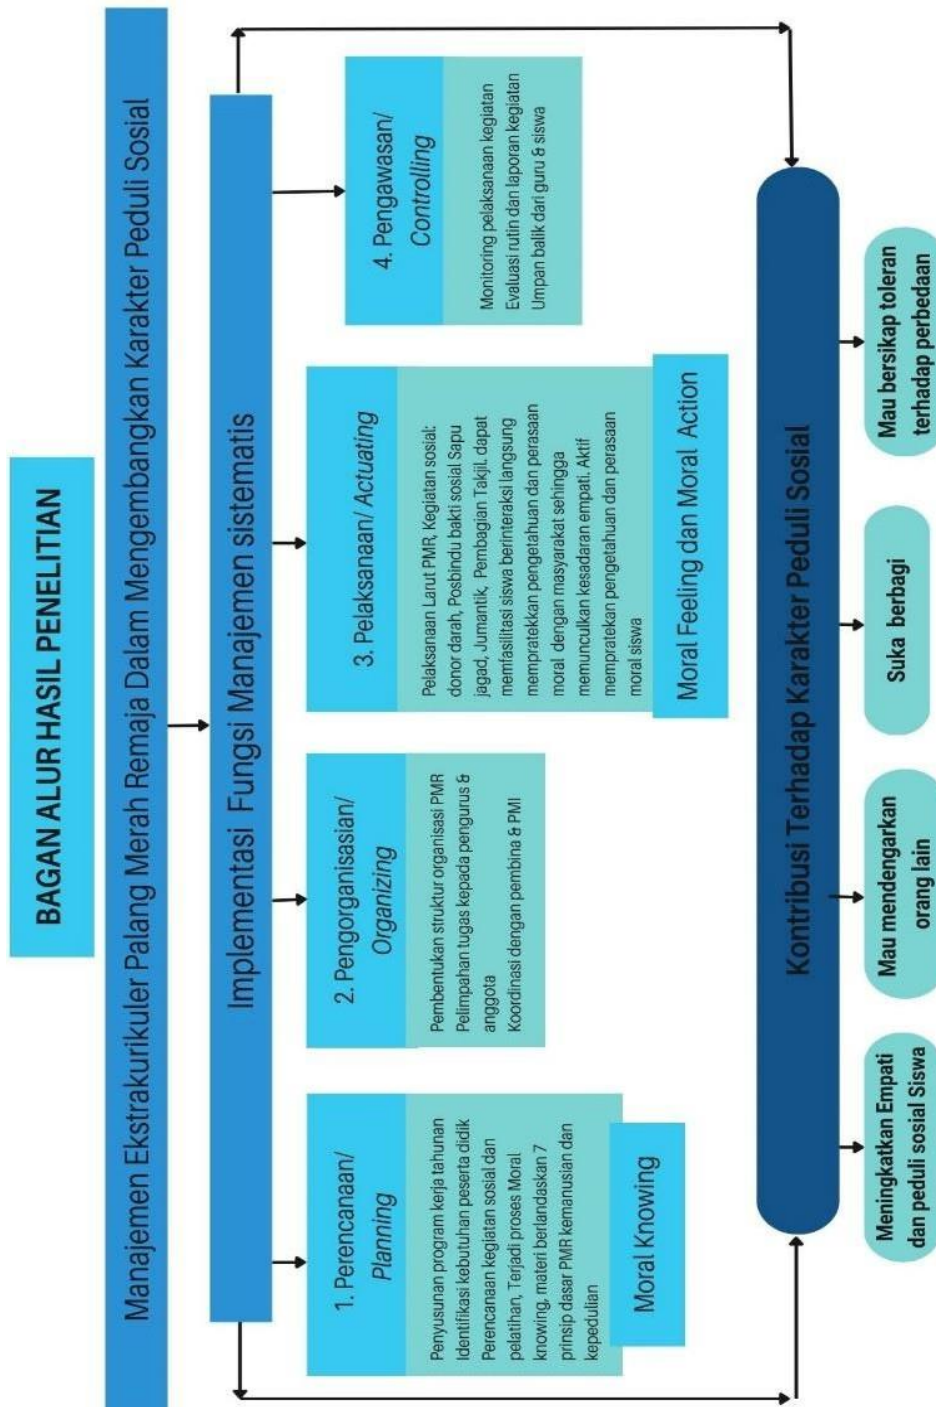 BAGAN ALUR HASIL PENELITIAN
Manajemen Ekstrakurikuler Palang Merah Remaja Dalam Mengembangkan Karakter Peduli Sosial
Implementasi Fungsi Manajemen sistematis
1. Perencanaan/
Planning
Penyusunan program kerja tahunan
Identifikasi kebutuhan peserta didik
Perencanaan kegiatan sosial dan
pelatihan, Terjadi proses Moral
knowing, materi berlandaskan 7
prinsip dasar PMR kemanusian dan
kepedulian
Moral Knowing
2. Pengorganisasian/
Organizing
Pembentukan struktur organisasi PMR
Pelimpahan tugas kepada pengurus &
anggota
Koordinasi dengan pembina & PMI
3. Pelaksanaan/ Actuating
Pelaksanaan Larut PMR, Kegiatan sosial:
donor darah, Posbindu bakti sosial Sapu
jagad, Jumantik, Pembagian Takjil. dapat
memfasilitasi siswa berinteraksi langsung
mempratekkan pengetahuan dan perasaan
moral dengan masyarakat sehingga
memunculkan kesadaran empati. Aktif
mempratekan pengetahuan dan perasaan
moral siswa
Moral Feeling dan Moral Action
4. Pengawasan/
Controlling
Monitoring pelaksanaan kegiatan
Evaluasi rutin dan laporan kegiatan
Umpan balik dari guru & siswa
Kontribusi Terhadap Karakter Peduli Sosial
Meningkatkan Empati
dan peduli sosial Siswa
Mau mendengarkan
orang lain
Suka berbagi
Mau bersikap toleran
terhadap perbedaan